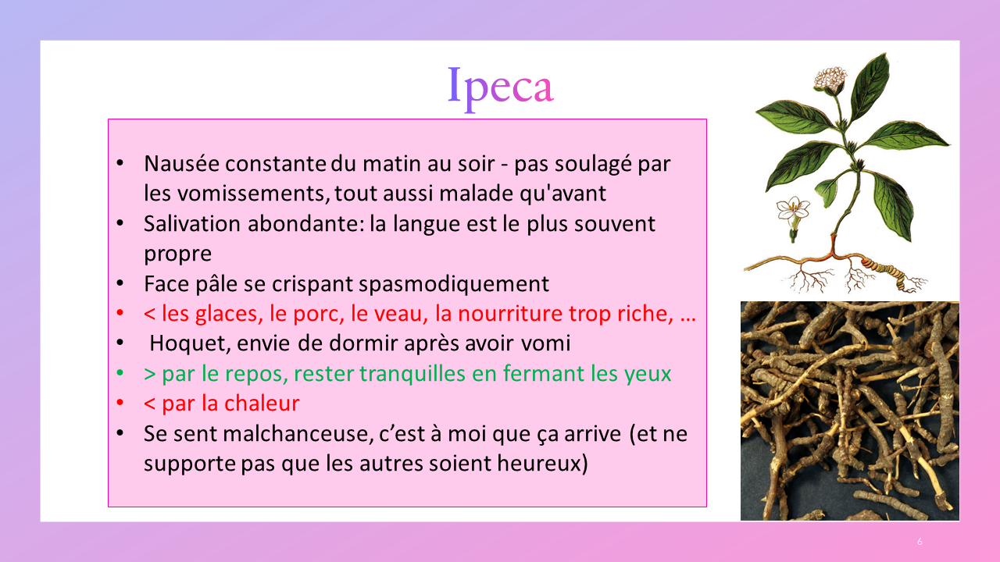 Ipeca
• Nausée constante du matin au soir - pas soulagé par
les vomissements, tout aussi malade qu'avant
• Salivation abondante: la langue est le plus souvent
propre
• Face pâle se crispant spasmodiquement
• < les glaces, le porc, le veau, la nourriture trop riche, …
• Hoquet, envie de dormir après avoir vomi
• > par le repos, rester tranquilles en fermant les yeux
• < par la chaleur
• Se sent malchanceuse, c’est à moi que ça arrive (et ne
supporte pas que les autres soient heureux)
6